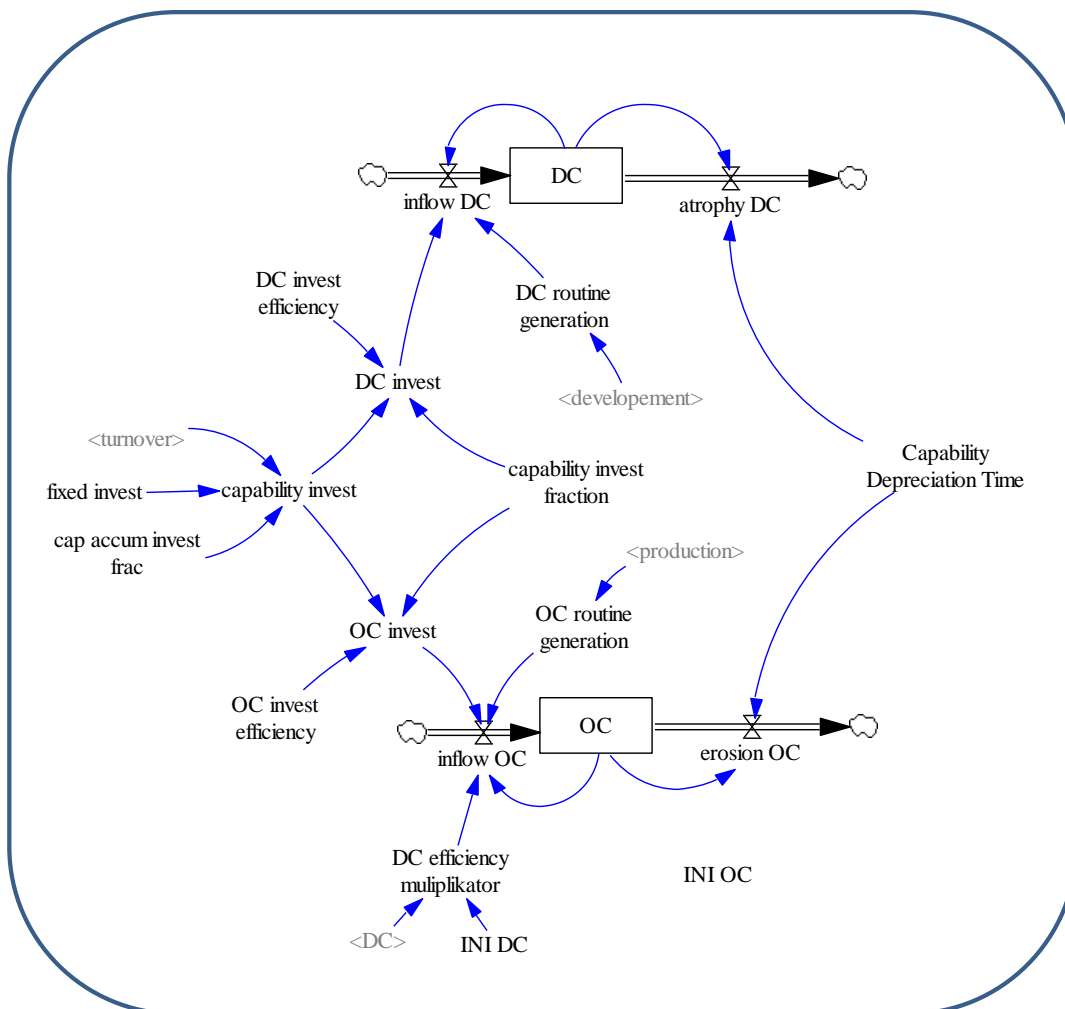 DC
inflow DC
atrophy DC
DC invest
efficiency
DC routine
generation
DC invest
<developement>
<turnover>
fixed invest
capability invest
cap accum invest
frac
capability invest
fraction
Capability
Depreciation Time
<production>
OC invest
OC routine
generation
OC invest
efficiency
OC
inflow OC
erosion OC
DC efficiency
muliplikator
INI OC
<DC>
INI DC